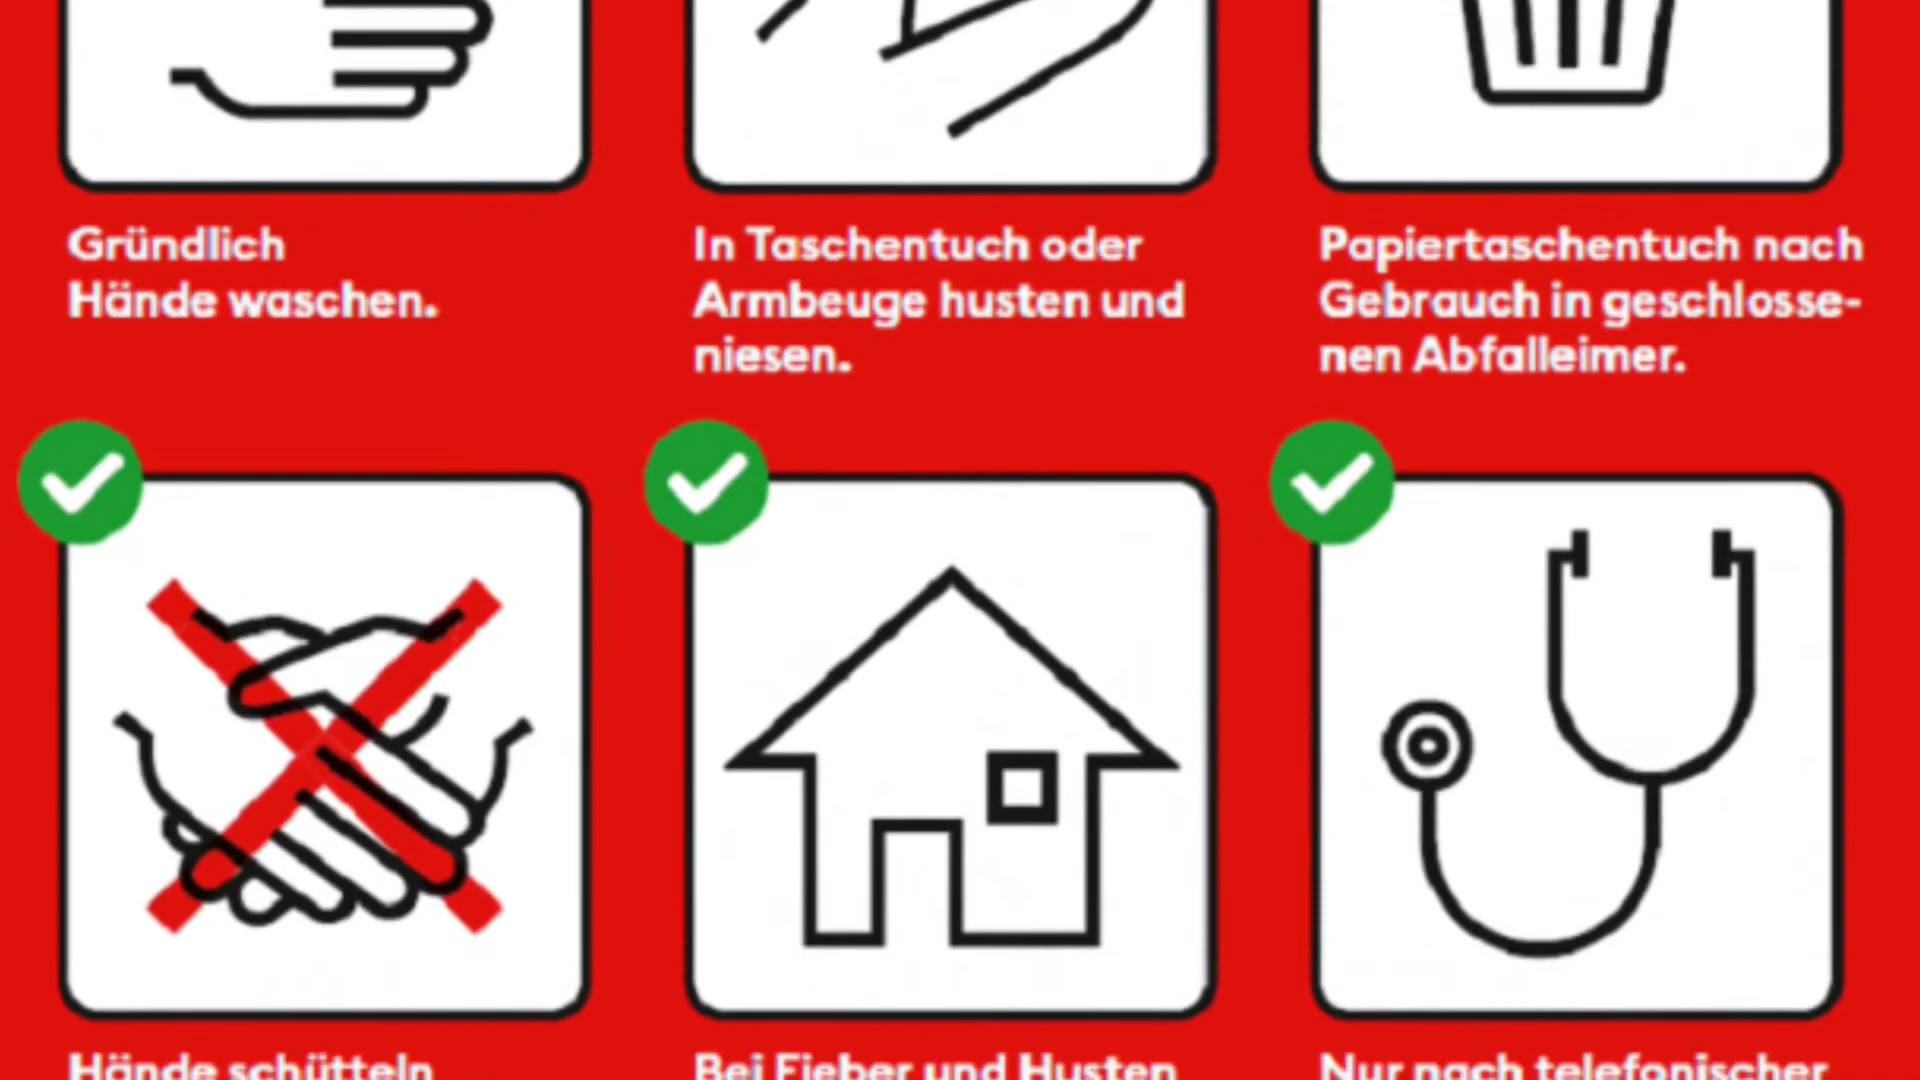 Gründlich
Hände waschen.
In Taschentuch oder
Armbeuge husten und
niesen.
Papiertaschentuch nach
Gebrauch in geschlosse-
nen Abfalleimer.
Hände schütteln
Bei Fieber und Husten
Nur nach telefonischer